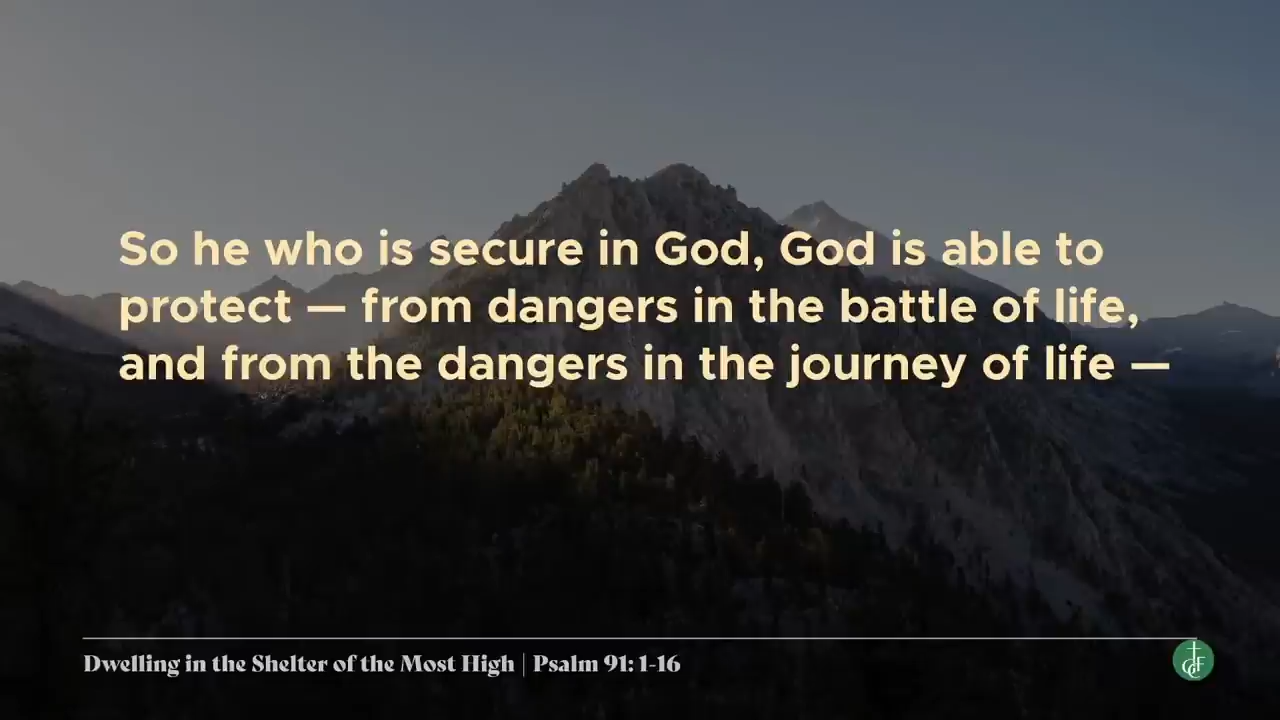 So he who is secure in God, God is able to
protect — from dangers in the battle of life,
and from the dangers in the journey of life —
Dwelling in the Shelter of the Most High | Psalm 91: 1-16